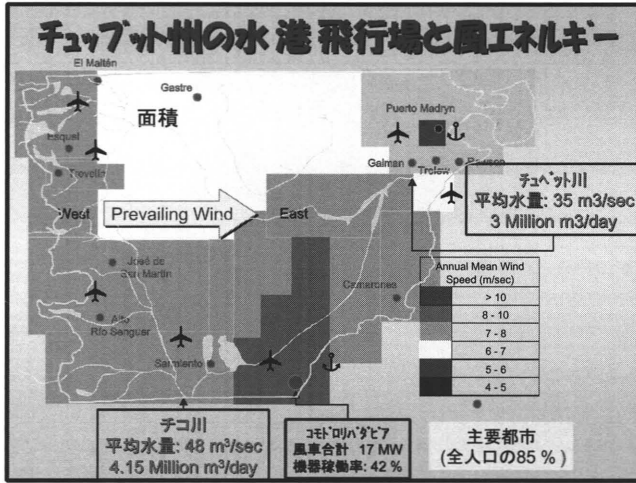 チュッブット州の水 港 飛行場と風エネルギー
El Maitén
Gastre
面積
Puerto Madryn
Esquel
Trevelin
Gaiman
Trelew
Rawson
チュベット川
平均水量: 35 m3/sec
3 Million m3/day
West
Prevailing Wind
East
Annual Mean Wind
Speed (m/sec)
> 10
8 - 10
7 - 8
6 - 7
5 - 6
4 - 5
José de
San Martin
Camarones
Alto
Río Senguer
Sarmiento
チコ川
平均水量: 48 m³/sec
4.15 Million m³/day
コモドロリバダビア
風車合計 17 MW
機器稼働率: 42 %
主要都市
(全人口の85 %)